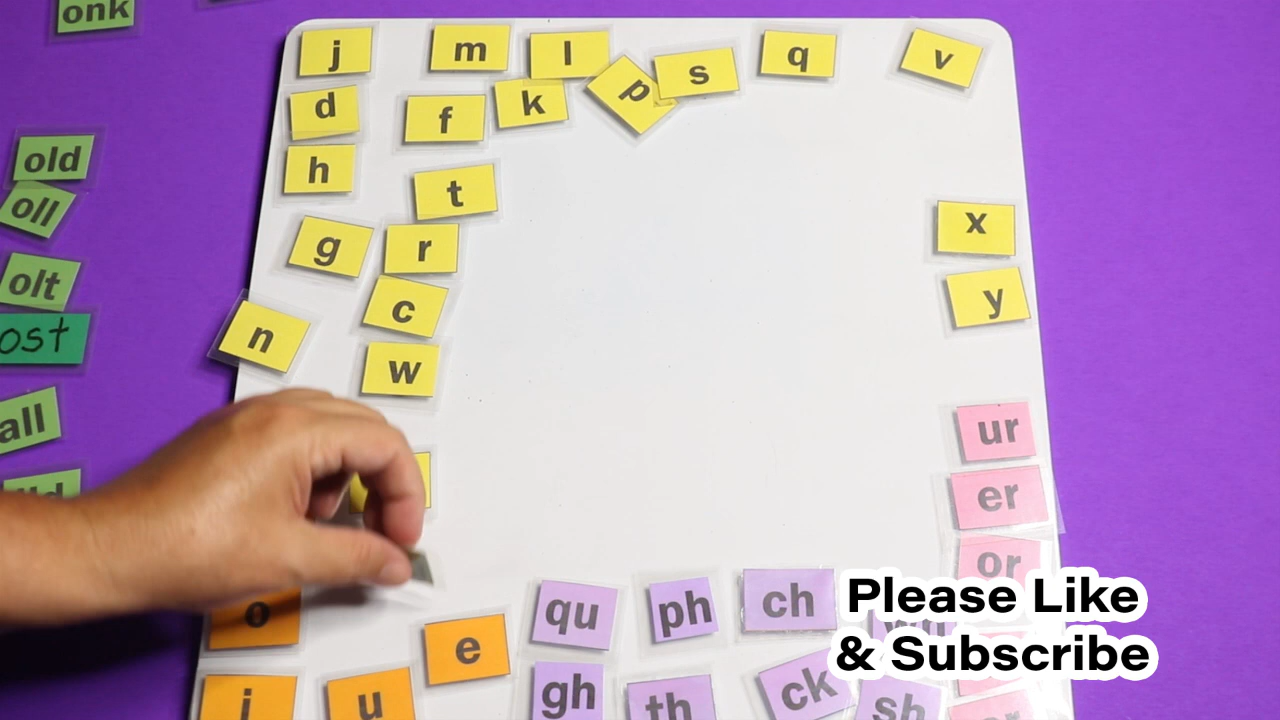 onk
j m l p s q v
d f k
h t
old
oll
g r x
olt c y
ost n w
all ur
er
or
o e qu ph ch Please Like
& Subscribe
u gh th ck sh